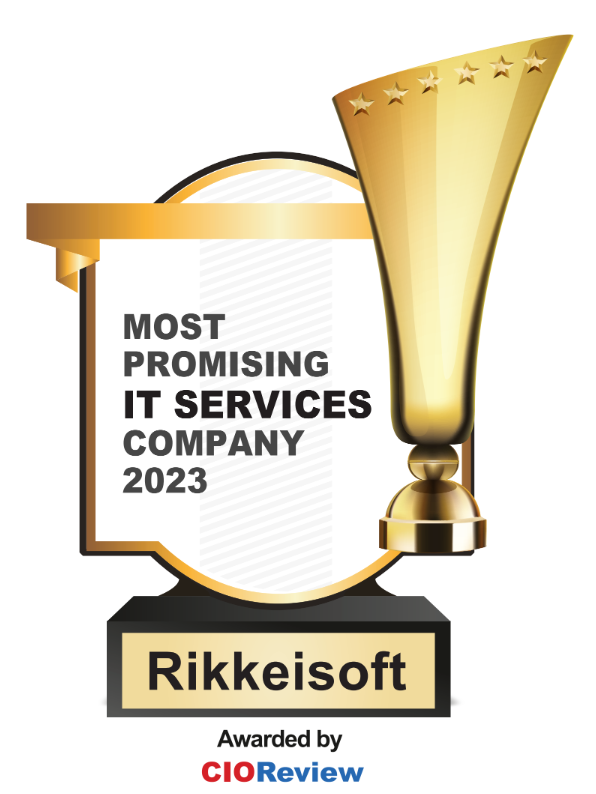 MOST
PROMISING
IT SERVICES
COMPANY
2023
Rikkeisoft
Awarded by
CIOReview